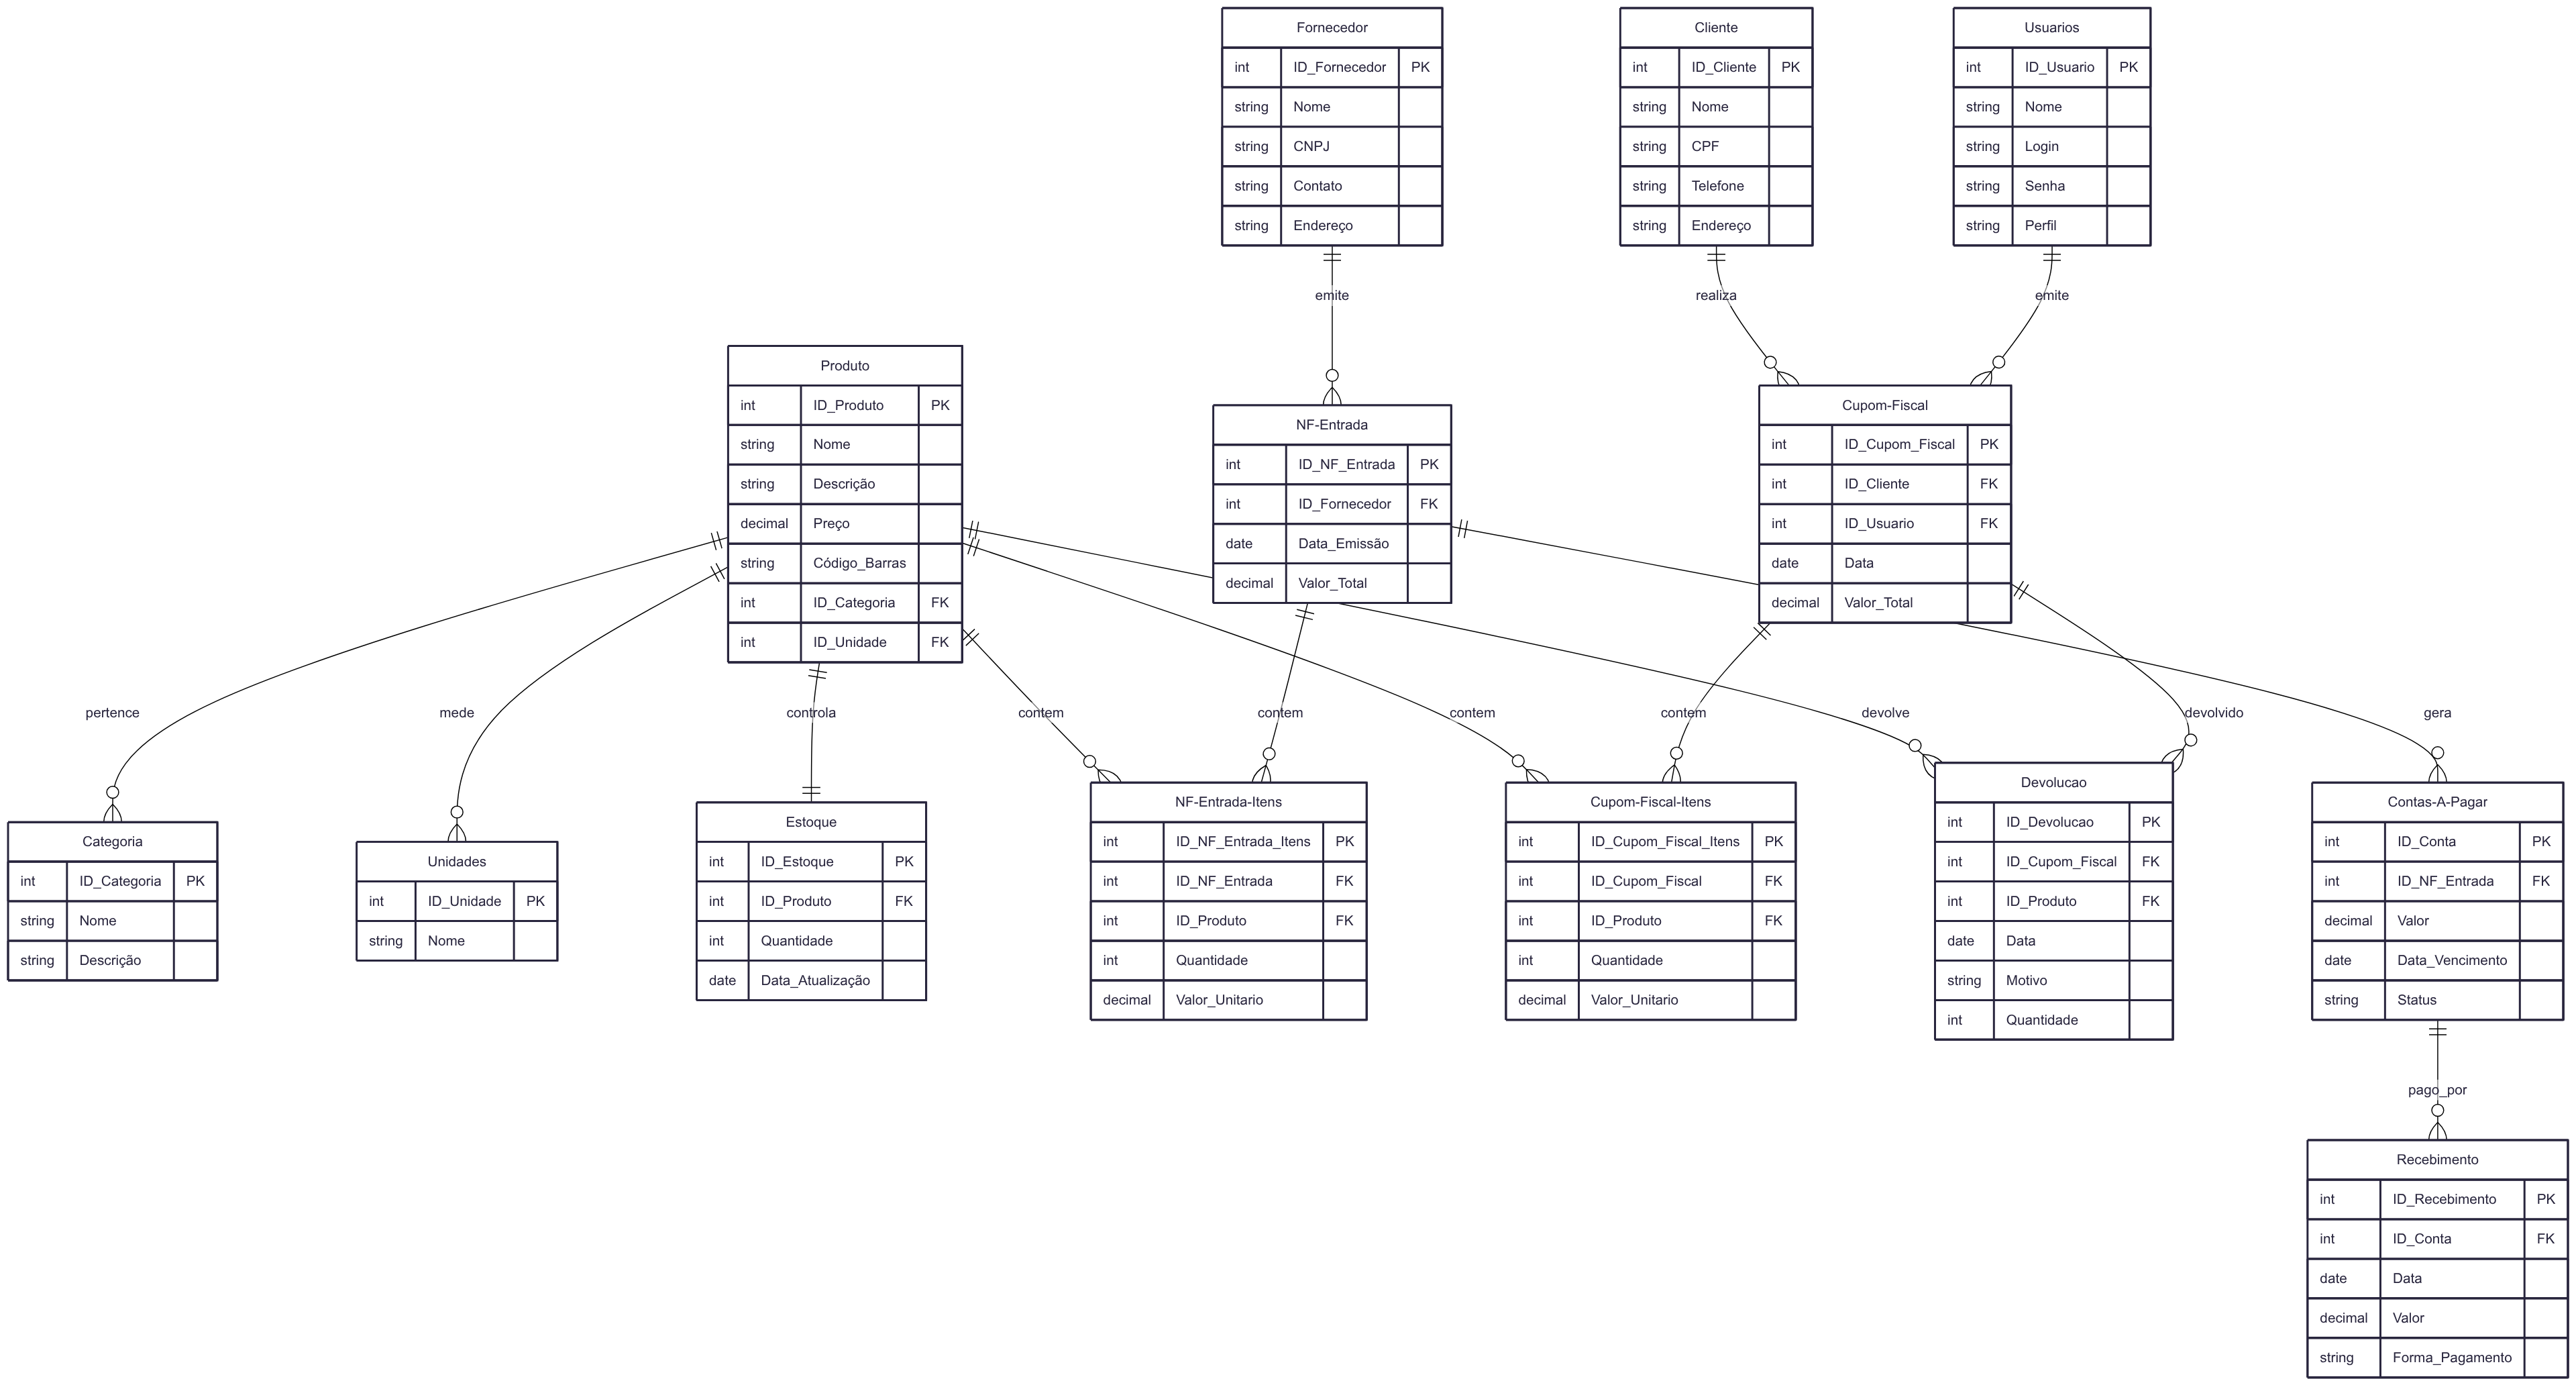 Fornecedor
int ID_Fornecedor PK
string Nome
string CNPJ
string Contato
string Endereço
Cliente
int ID_Cliente PK
string Nome
string CPF
string Telefone
string Endereço
Usuarios
int ID_Usuario PK
string Nome
string Login
string Senha
string Perfil
emite
realiza
emite
Produto
int ID_Produto PK
string Nome
string Descrição
decimal Preço
string Código_Barras
int ID_Categoria FK
int ID_Unidade FK
NF-Entrada
int ID_NF_Entrada PK
int ID_Fornecedor FK
date Data_Emissão
decimal Valor_Total
Cupom-Fiscal
int ID_Cupom_Fiscal PK
int ID_Cliente FK
int ID_Usuario FK
date Data
decimal Valor_Total
pertence
mede
controla
contem
contem
contem
contem
devolve
devolvido
gera
Categoria
int ID_Categoria PK
string Nome
string Descrição
Unidades
int ID_Unidade PK
string Nome
Estoque
int ID_Estoque PK
int ID_Produto FK
int Quantidade
date Data_Atualização
NF-Entrada-Itens
int ID_NF_Entrada_Itens PK
int ID_NF_Entrada FK
int ID_Produto FK
int Quantidade
decimal Valor_Unitario
Cupom-Fiscal-Itens
int ID_Cupom_Fiscal_Itens PK
int ID_Cupom_Fiscal FK
int ID_Produto FK
int Quantidade
decimal Valor_Unitario
Devolucao
int ID_Devolucao PK
int ID_Cupom_Fiscal FK
int ID_Produto FK
date Data
string Motivo
int Quantidade
Contas-A-Pagar
int ID_Conta PK
int ID_NF_Entrada FK
decimal Valor
date Data_Vencimento
string Status
pago_por
Recebimento
int ID_Recebimento PK
int ID_Conta FK
date Data
decimal Valor
string Forma_Pagamento